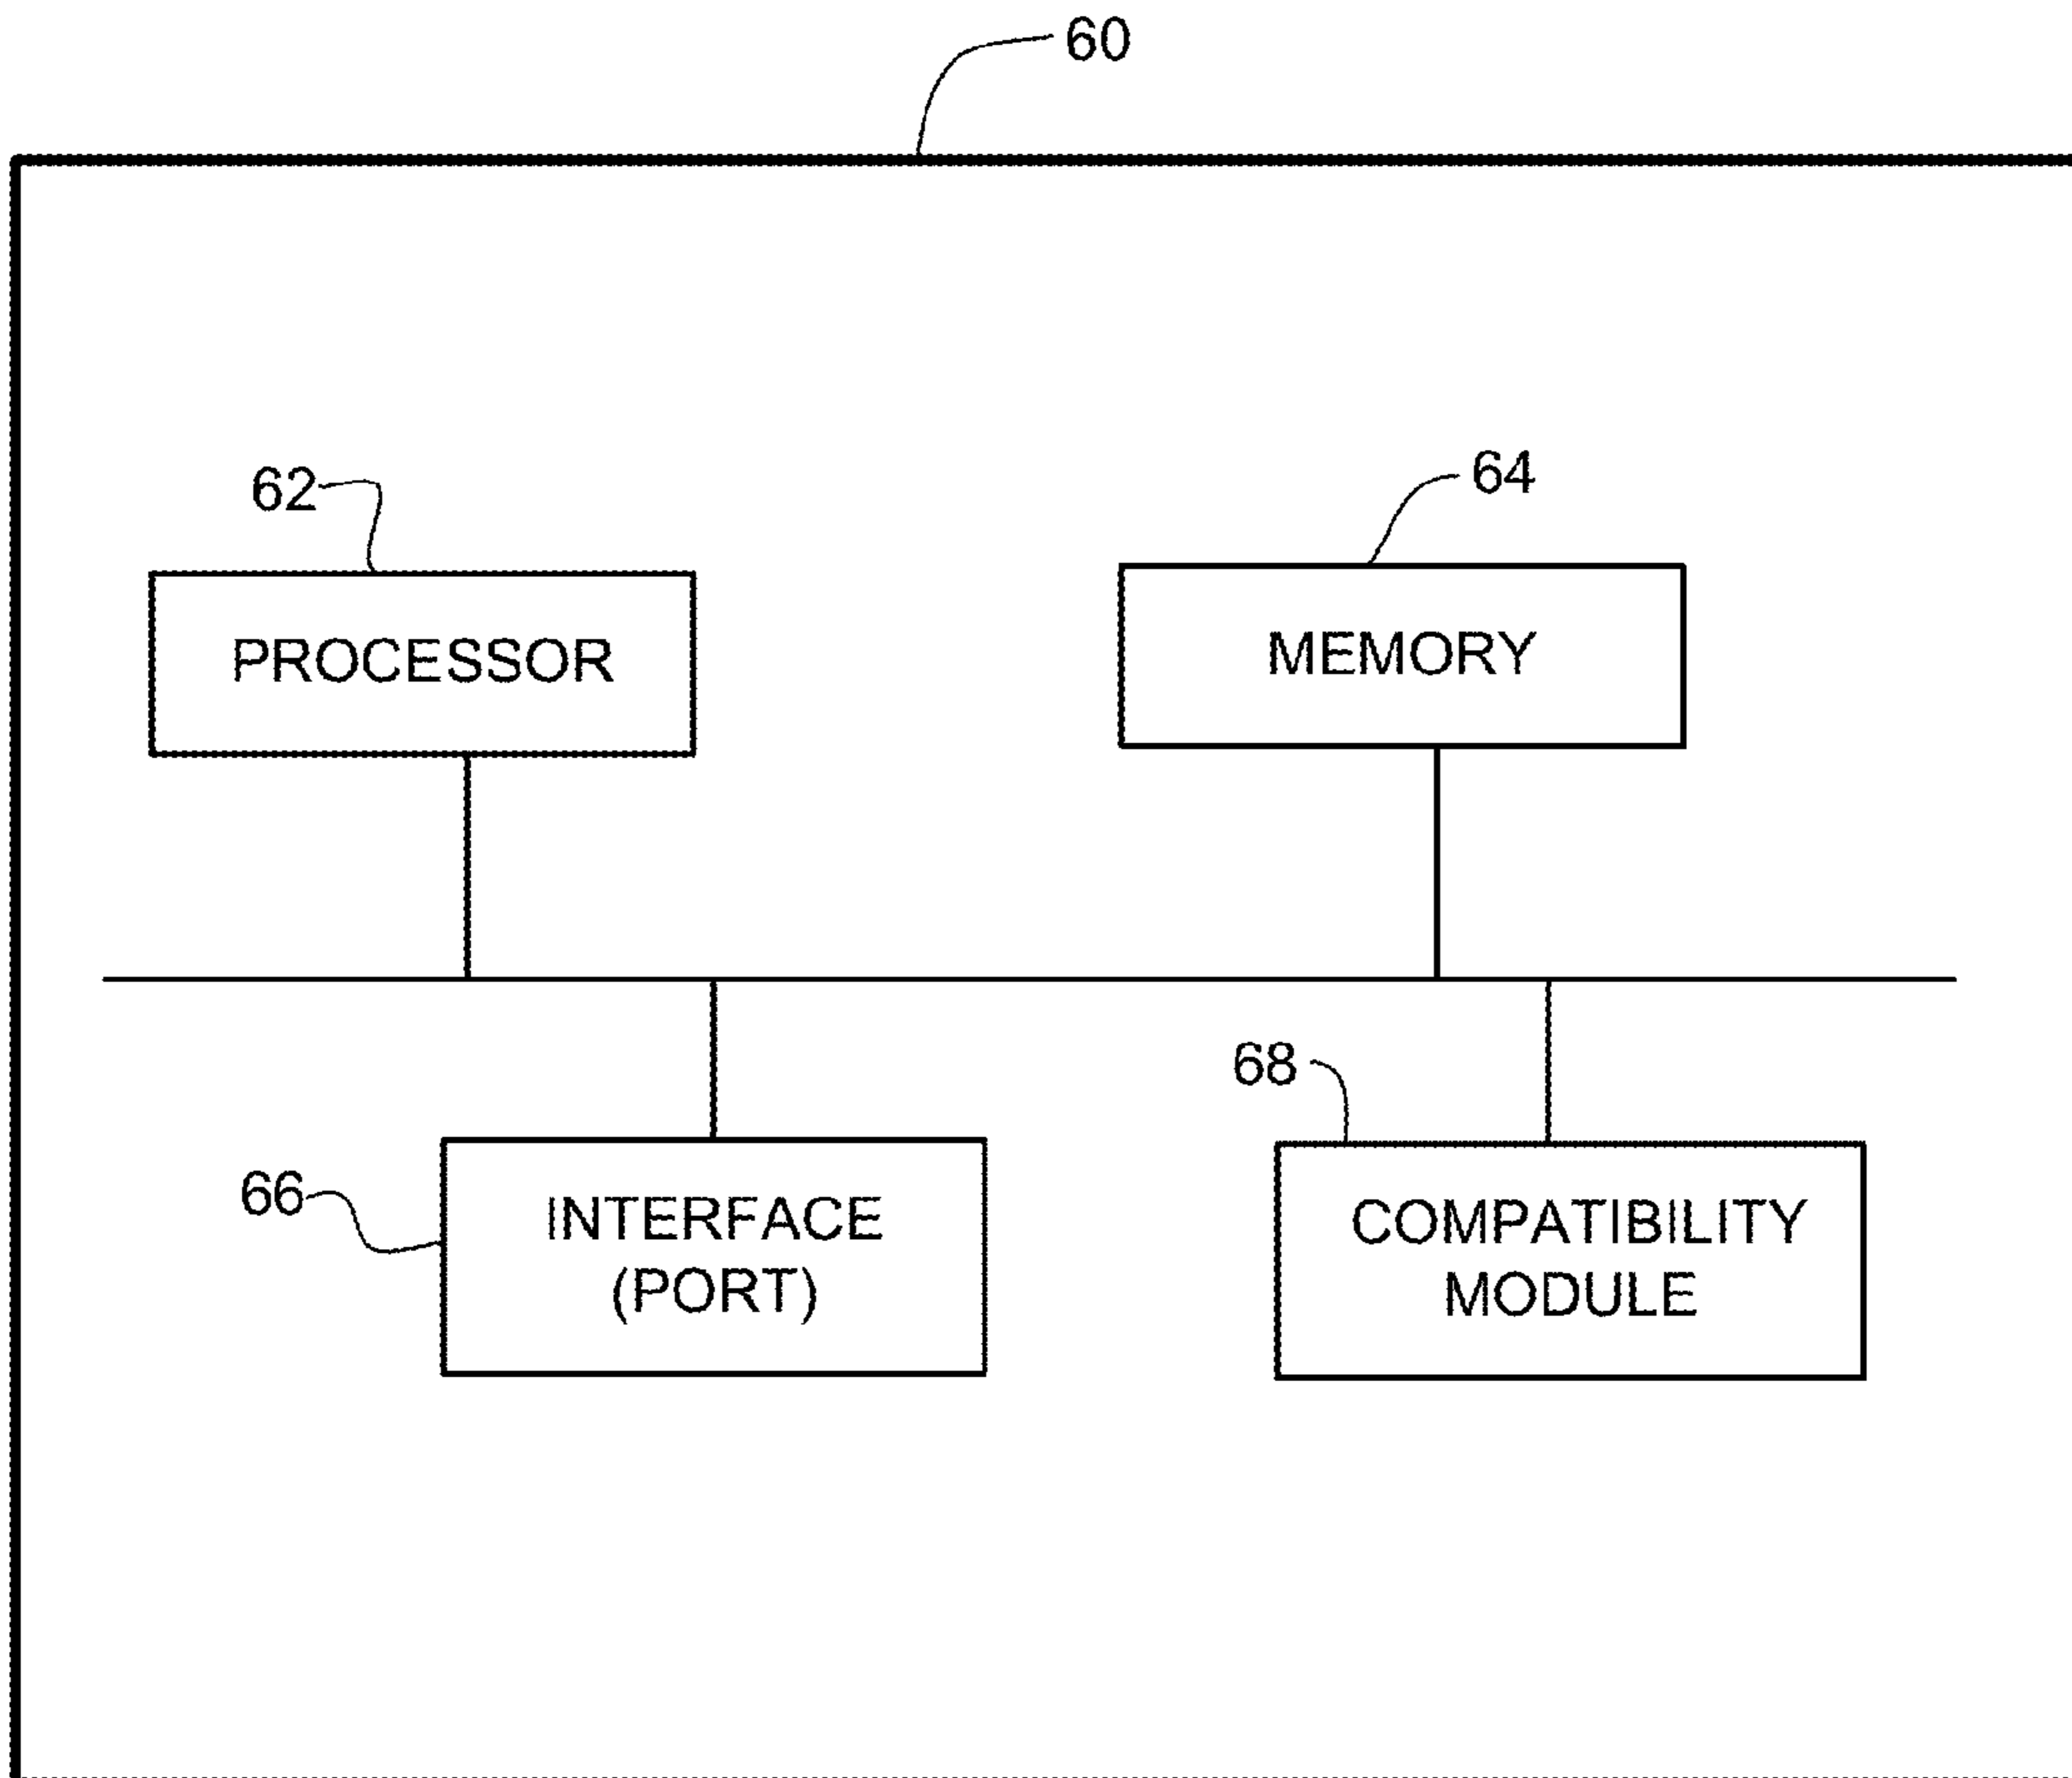 60
62
64
PROCESSOR
MEMORY
68
66
INTERFACE
(PORT)
COMPATIBILITY
MODULE